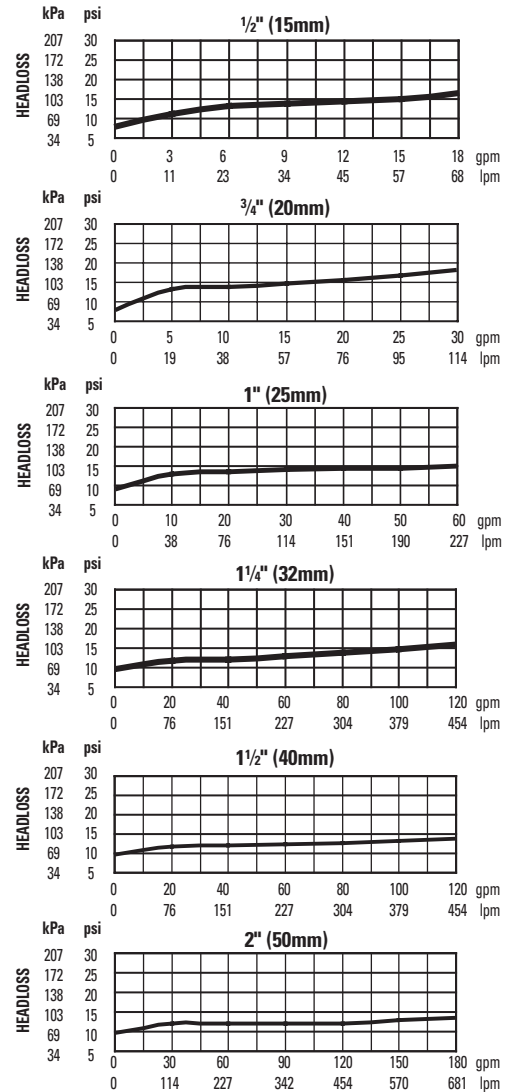 kPa psi
1/2" (15mm)
HEADLOSS
207 30
172 25
138 20
103 15
69 10
34 5
0 3 6 9 12 15 18 gpm
0 11 23 34 45 57 68 lpm
3/4" (20mm)
HEADLOSS
207 30
172 25
138 20
103 15
69 10
34 5
0 5 10 15 20 25 30 gpm
0 19 38 57 76 95 114 lpm
kPa psi
1" (25mm)
HEADLOSS
207 30
172 25
138 20
103 15
69 10
34 5
0 10 20 30 40 50 60 gpm
0 38 76 114 151 190 227 lpm
kPa psi
1 1/4" (32mm)
HEADLOSS
207 30
172 25
138 20
103 15
69 10
34 5
0 20 40 60 80 100 120 gpm
0 76 151 227 304 379 454 lpm
kPa psi
1 1/2" (40mm)
HEADLOSS
207 30
172 25
138 20
103 15
69 10
34 5
0 20 40 60 80 100 120 gpm
0 76 151 227 304 379 454 lpm
kPa psi
2" (50mm)
HEADLOSS
207 30
172 25
138 20
103 15
69 10
34 5
0 30 60 90 120 150 180 gpm
0 114 227 342 454 570 681 lpm